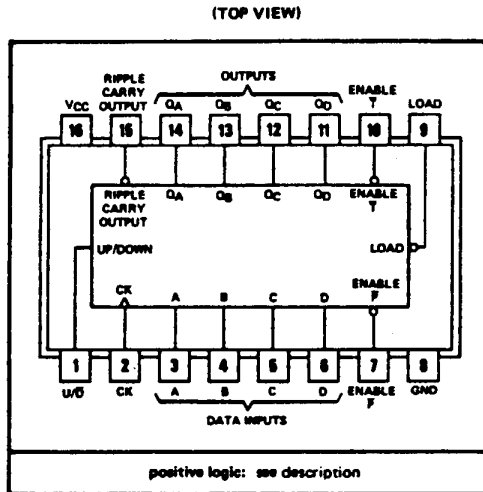 (TOP VIEW)
RIPPLE
CARRY
OUTPUT
VCC
OUTPUTS
QA QB QC QD
ENABLE
T
LOAD
16 15 14 13 12 11 10 9
RIPPLE
CARRY
OUTPUT
QA QB QC QD
ENABLE
T
UP/DOWN
LOAD
CK
A B C D
ENABLE
P̅
1 2 3 4 5 6 7 8
U/D̅ CK A B C D
ENABLE
P̅
GND
DATA INPUTS
positive logic: see description